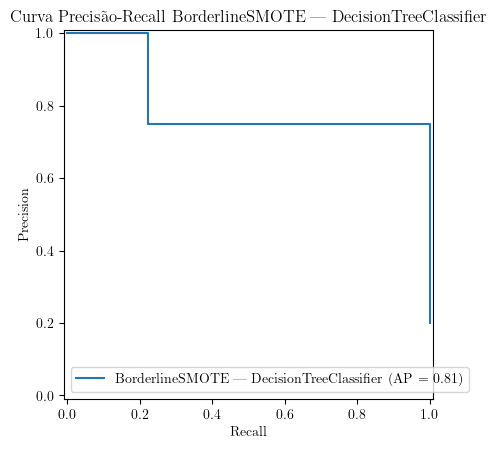 Curva Precisão-Recall BorderlineSMOTE — DecisionTreeClassifier
1.0
0.8
0.6
0.4
0.2
0.0
Precision
BorderlineSMOTE — DecisionTreeClassifier (AP = 0.81)
0.0 0.2 0.4 0.6 0.8 1.0
Recall